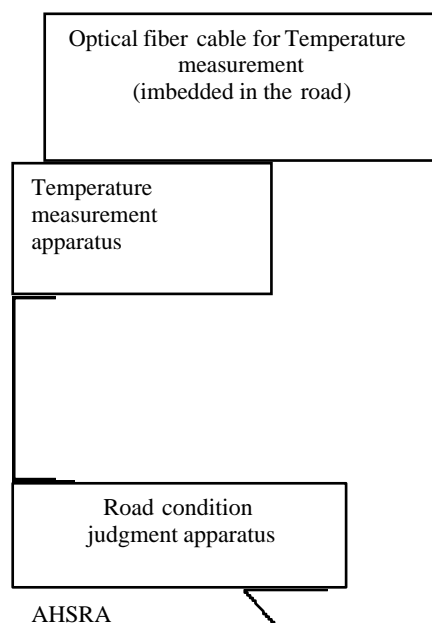 Optical fiber cable for Temperature
measurement
(imbedded in the road)
Temperature
measurement
apparatus
Road condition
judgment apparatus
AHSRA